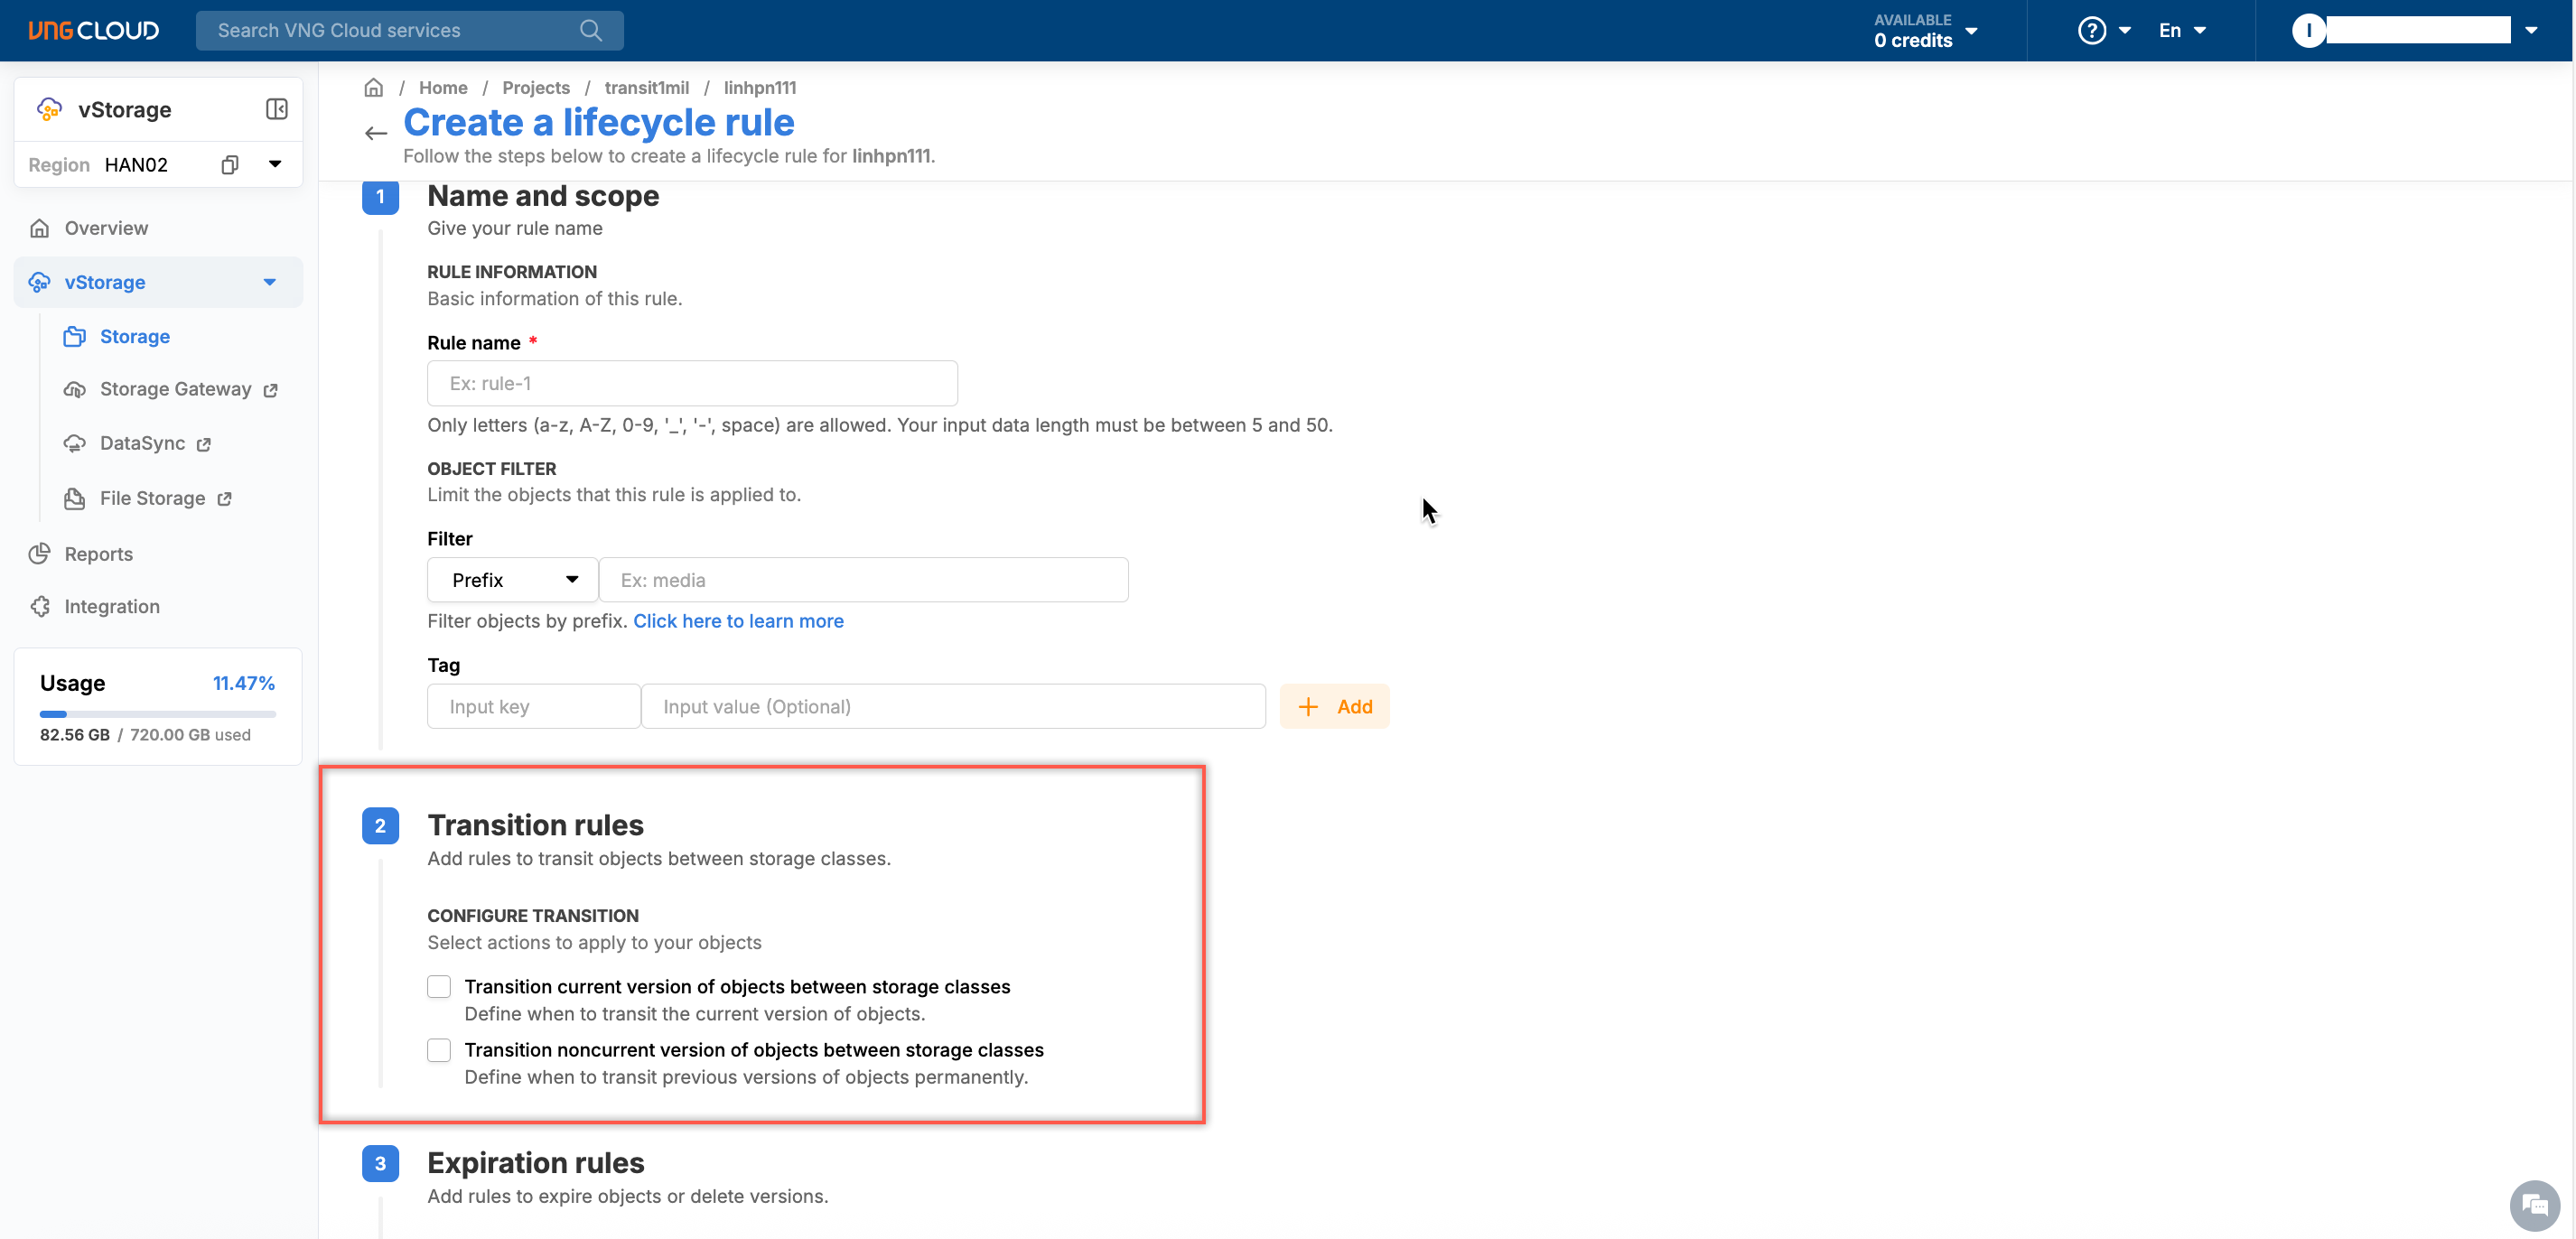 VNG CLOUD
Search VNG Cloud services
AVAILABLE
0 credits
?
En
I
vStorage
Region HAN02
Overview
vStorage
Storage
Storage Gateway
DataSync
File Storage
Reports
Integration
Usage 11.47%
82.56 GB / 720.00 GB used
/ Home / Projects / transit1mil / linhpn111
Create a lifecycle rule
Follow the steps below to create a lifecycle rule for linhpn111.
1 Name and scope
Give your rule name
RULE INFORMATION
Basic information of this rule.
Rule name *
Ex: rule-1
Only letters (a-z, A-Z, 0-9, '_', '-', space) are allowed. Your input data length must be between 5 and 50.
OBJECT FILTER
Limit the objects that this rule is applied to.
Filter
Prefix Ex: media
Filter objects by prefix. Click here to learn more
Tag
Input key Input value (Optional) + Add
2 Transition rules
Add rules to transit objects between storage classes.
CONFIGURE TRANSITION
Select actions to apply to your objects
Transition current version of objects between storage classes
Define when to transit the current version of objects.
Transition noncurrent version of objects between storage classes
Define when to transit previous versions of objects permanently.
3 Expiration rules
Add rules to expire objects or delete versions.